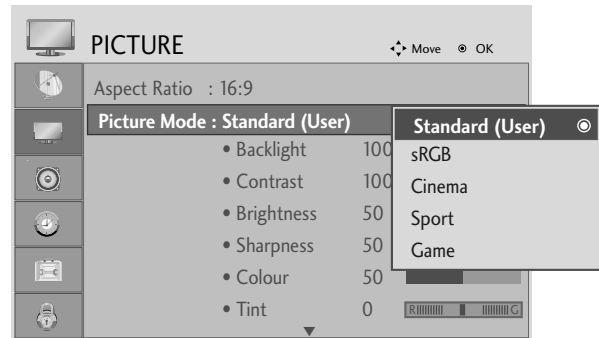 PICTURE
Move OK
Aspect Ratio : 16:9
Picture Mode : Standard (User)
• Backlight 100
• Contrast 100
• Brightness 50
• Sharpness 50
• Colour 50
• Tint 0 R G
Standard (User)
sRGB
Cinema
Sport
Game